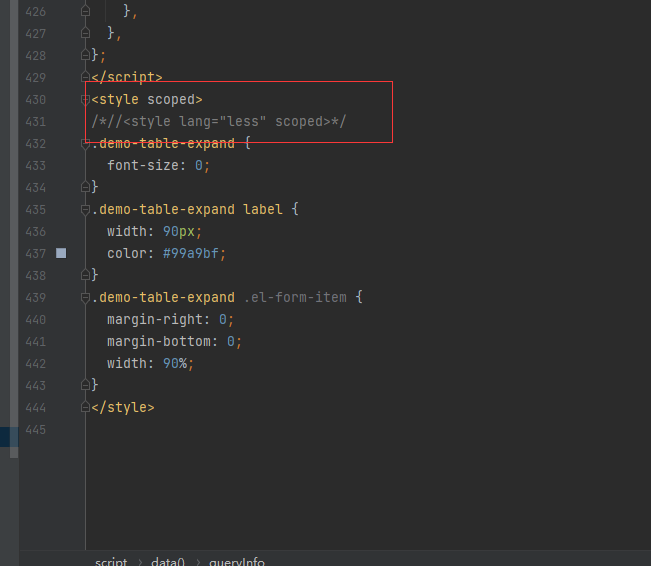 426 },
427 },
428 };
429 </script>
430 <style scoped>
431 /*//<style lang="less" scoped>*/
432 .demo-table-expand {
433 font-size: 0;
434 }
435 .demo-table-expand label {
436 width: 90px;
437 color: #99a9bf;
438 }
439 .demo-table-expand .el-form-item {
440 margin-right: 0;
441 margin-bottom: 0;
442 width: 90%;
443 }
444 </style>
445
script > data() > queryInfo